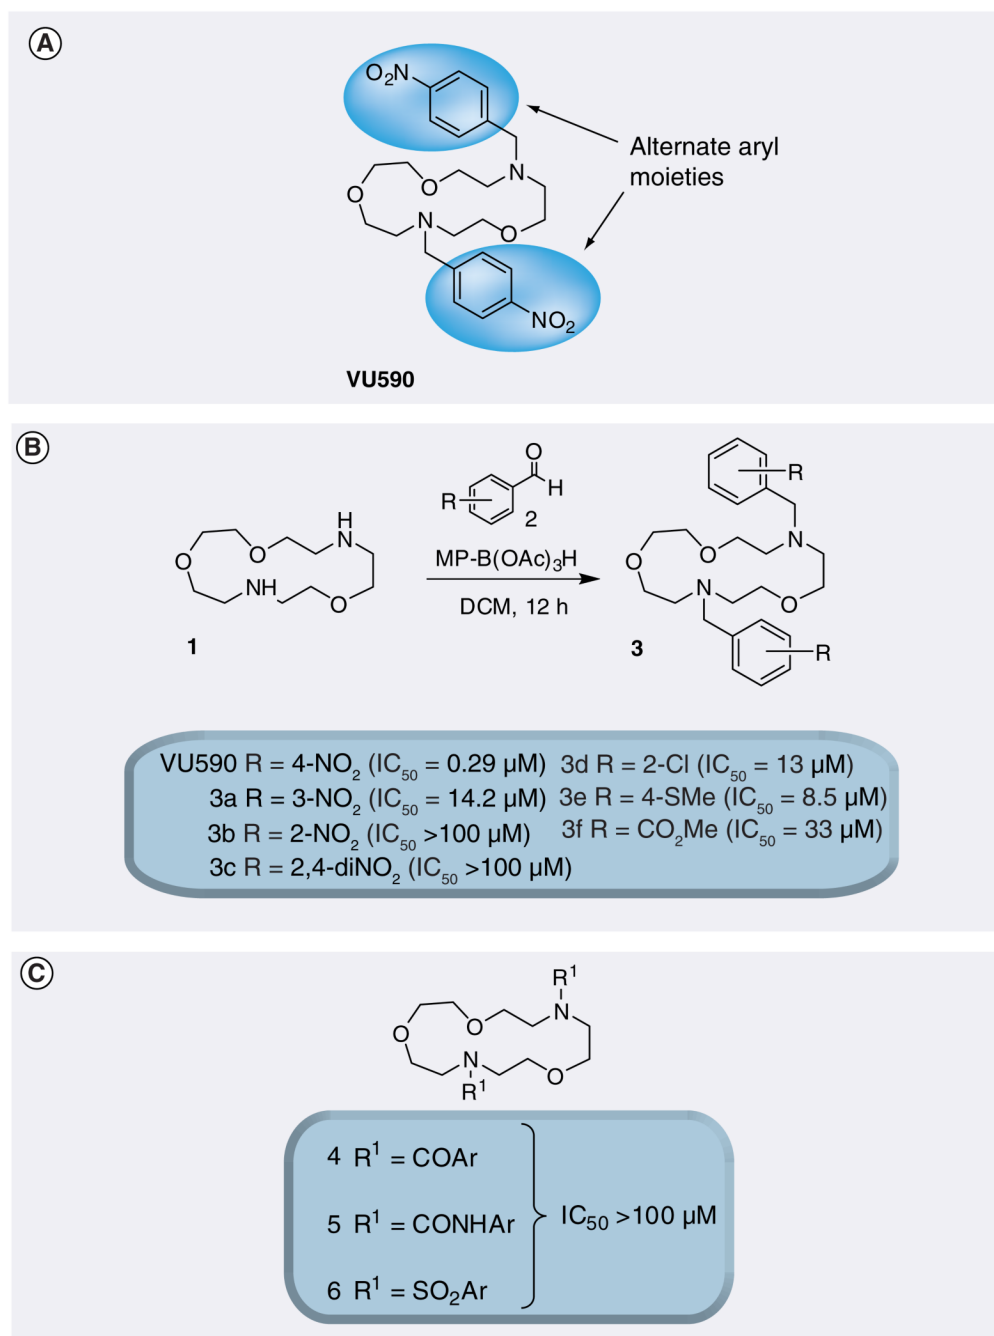 A
O₂N
Alternate aryl
moieties
N
O
O
N
O
NO₂
VU590
B
O
H
R
2
R
H
N
O
O
NH
O
MP-B(OAc)₃H
DCM, 12 h
N
O
O
N
O
1
3
R
VU590 R = 4-NO₂ (IC₅₀ = 0.29 µM) 3d R = 2-Cl (IC₅₀ = 13 µM)
3a R = 3-NO₂ (IC₅₀ = 14.2 µM) 3e R = 4-SMe (IC₅₀ = 8.5 µM)
3b R = 2-NO₂ (IC₅₀ >100 µM) 3f R = CO₂Me (IC₅₀ = 33 µM)
3c R = 2,4-diNO₂ (IC₅₀ >100 µM)
C
R¹
N
O
O
N
O
R¹
4 R¹ = COAr
5 R¹ = CONHAr
IC₅₀ >100 µM
6 R¹ = SO₂Ar